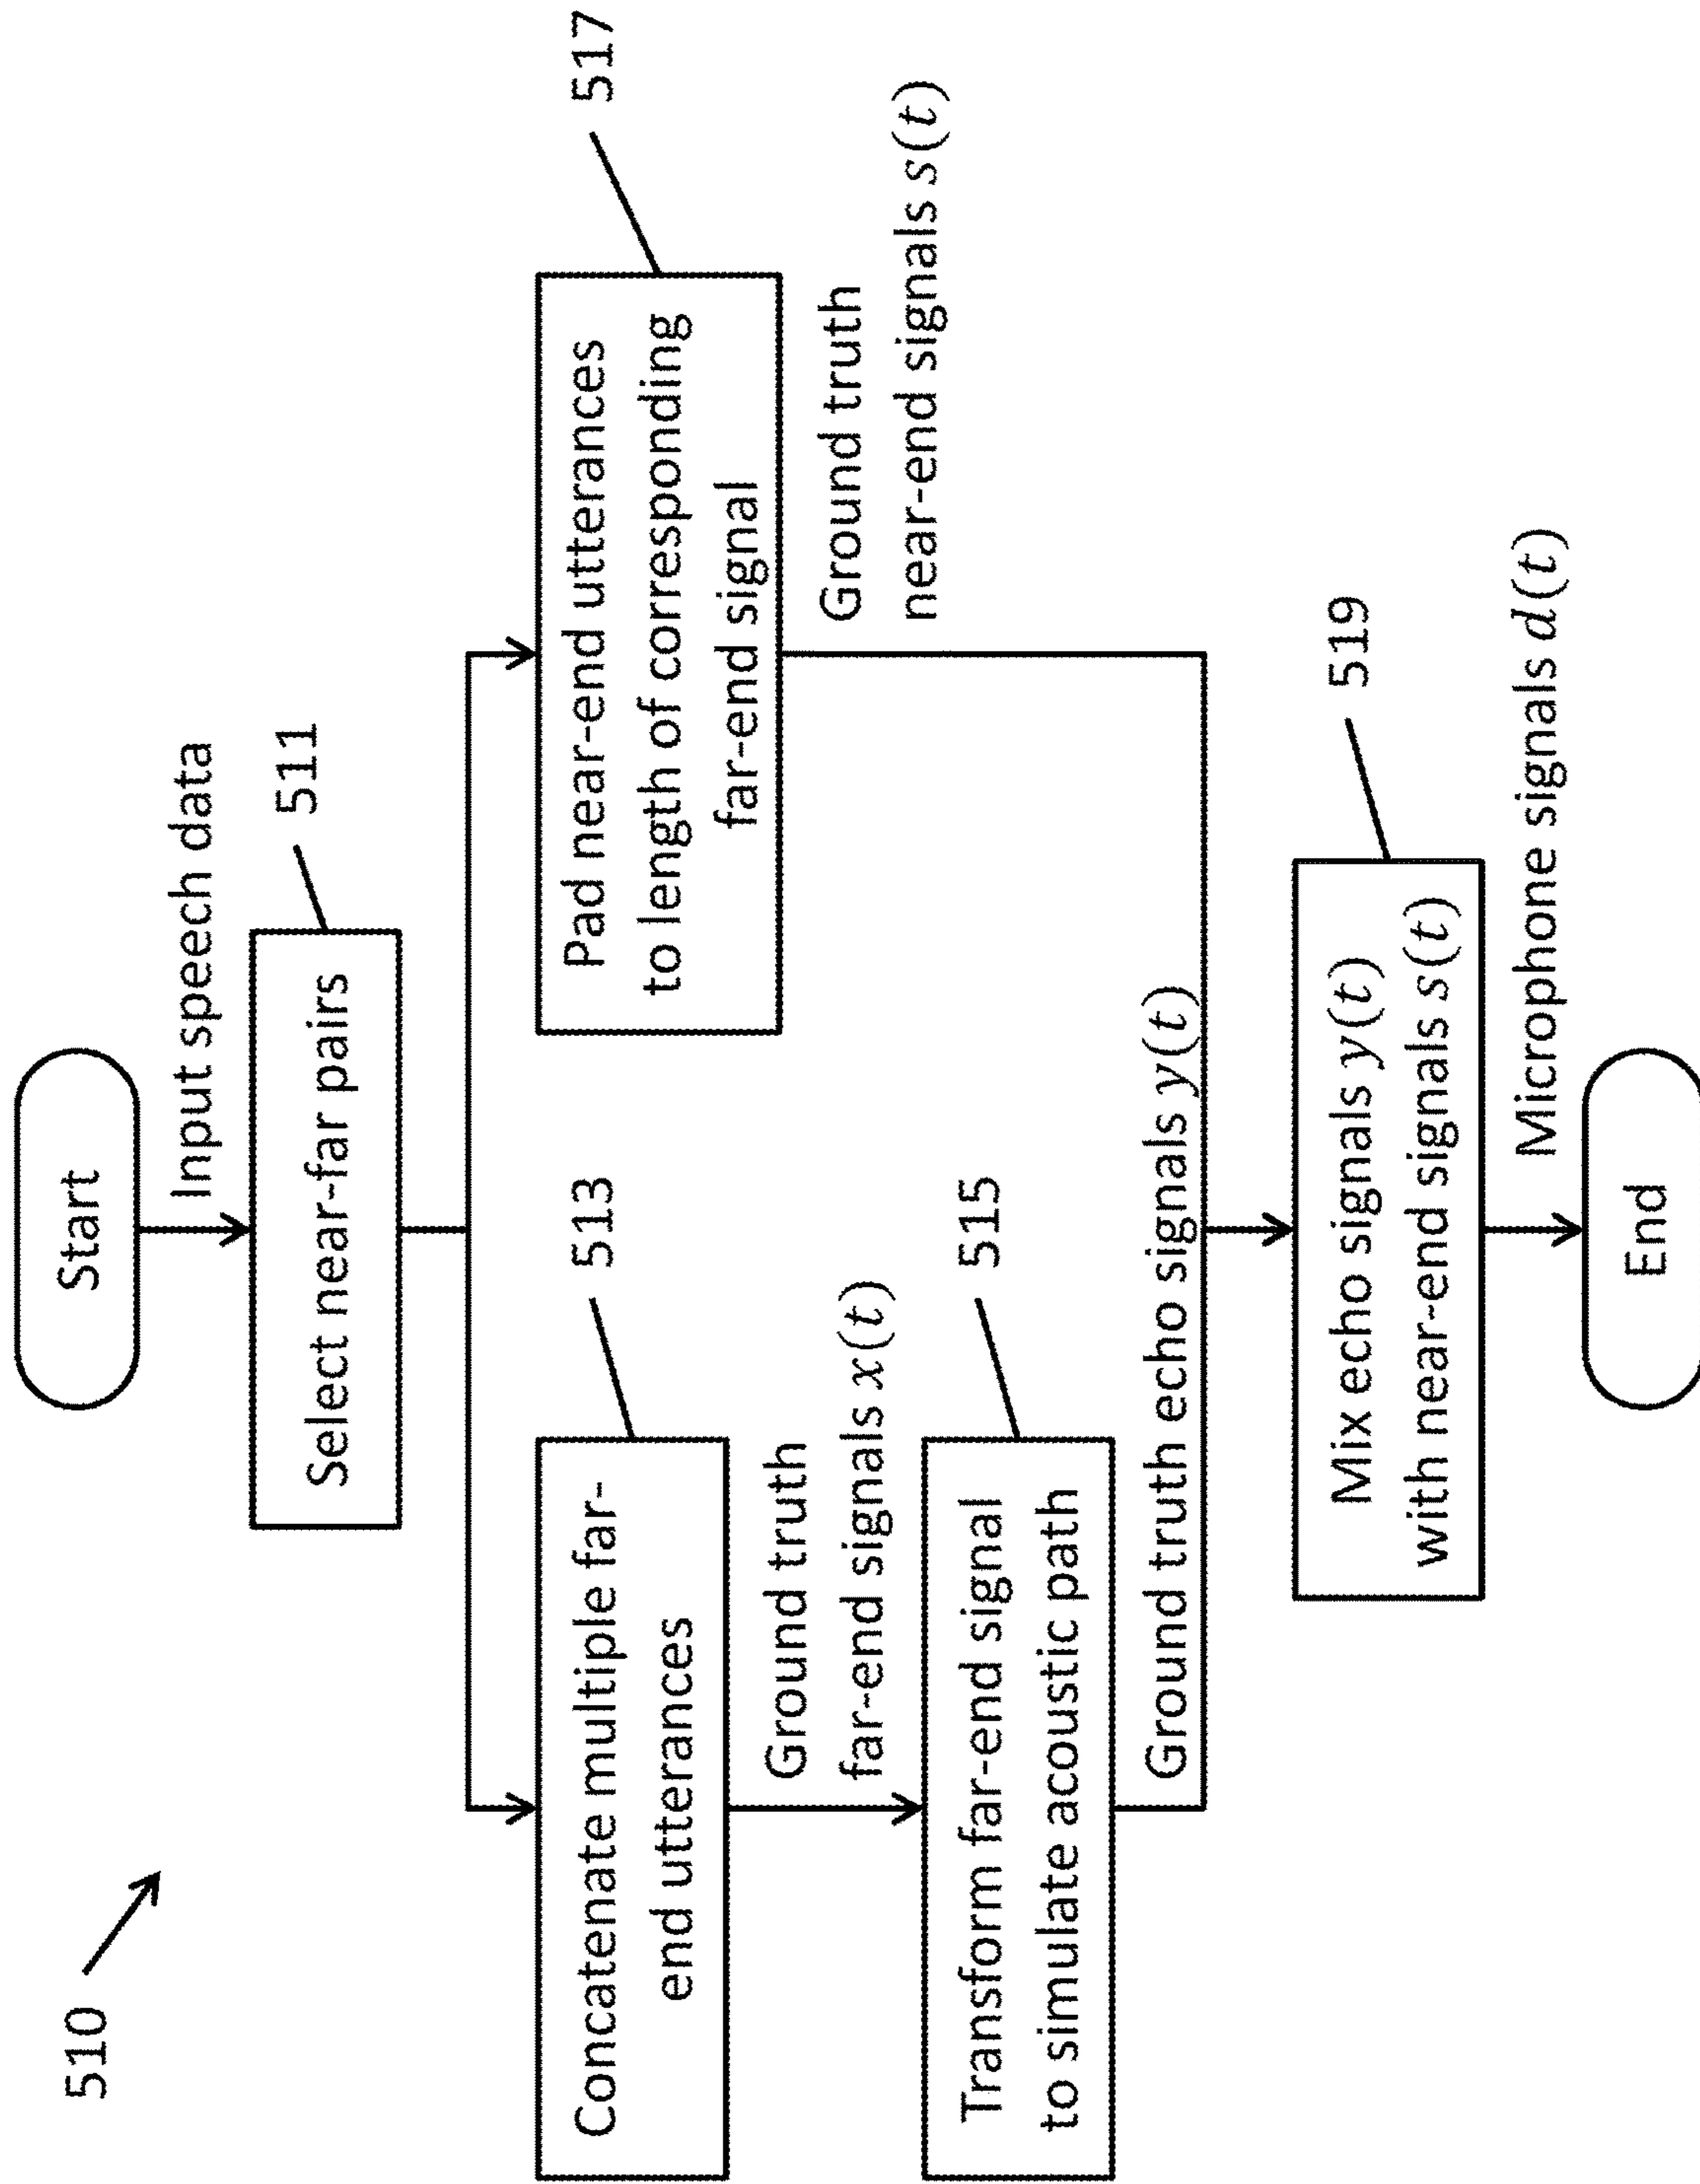 510
Start
Input speech data
511
Select near-far pairs
513
Concatenate multiple far-
end utterances
517
Pad near-end utterances
to length of corresponding
far-end signal
Ground truth
far-end signals x(t)
Ground truth
near-end signals s(t)
515
Transform far-end signal
to simulate acoustic path
Ground truth echo signals y(t)
519
Mix echo signals y(t)
with near-end signals s(t)
Microphone signals d(t)
End